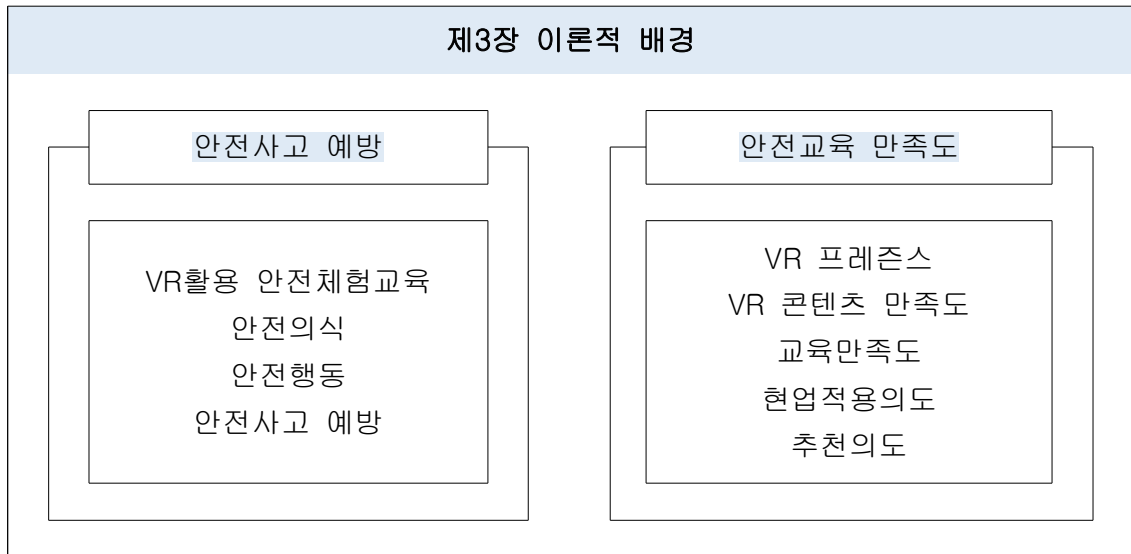 제3장 이론적 배경
안전사고 예방
VR활용 안전체험교육
안전의식
안전행동
안전사고 예방
안전교육 만족도
VR 프레즌스
VR 콘텐츠 만족도
교육만족도
현업적용의도
추천의도